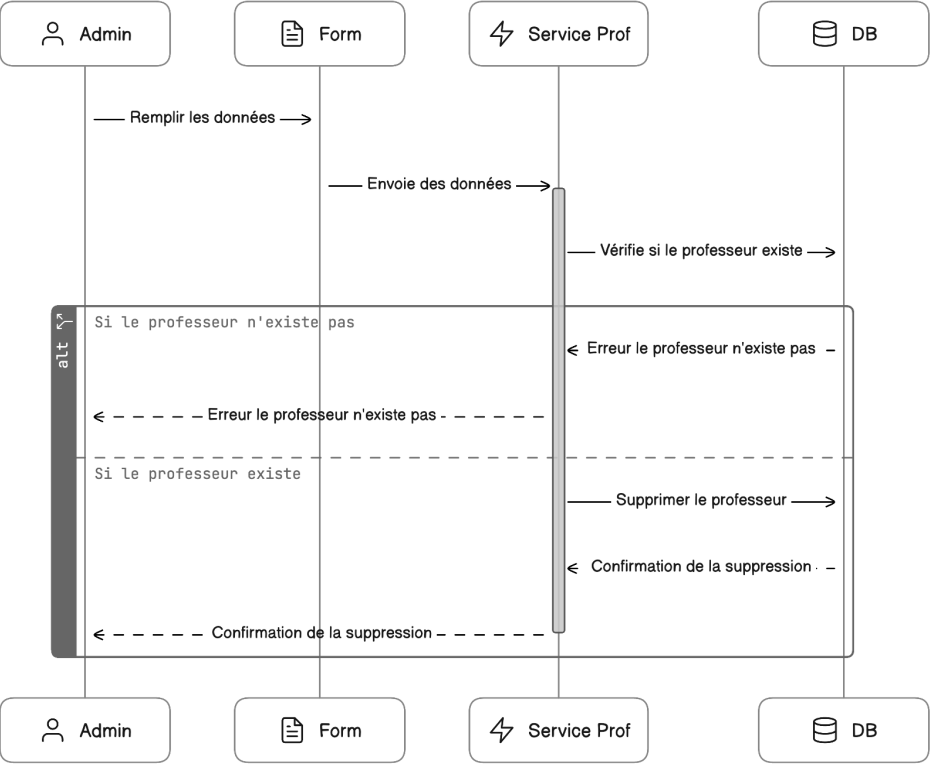 Admin
Form
Service Prof
DB
Remplir les données
Envoie des données
Vérifie si le professeur existe
alt
Si le professeur n'existe pas
Erreur le professeur n'existe pas
Erreur le professeur n'existe pas
Si le professeur existe
Supprimer le professeur
Confirmation de la suppression
Confirmation de la suppression
Admin
Form
Service Prof
DB